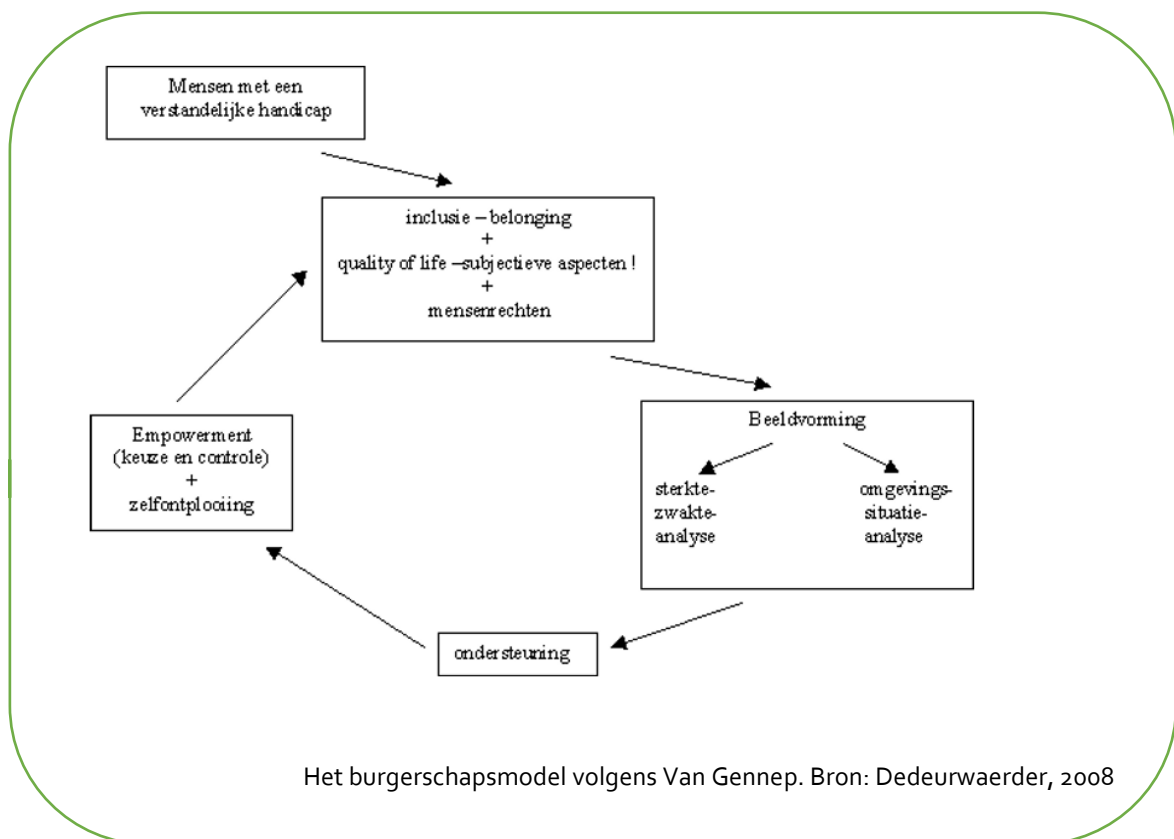 Mensen met een
verstandelijke handicap
inclusie – belonging
+
quality of life –subjectieve aspecten !
+
mensenrechten
Beeldvorming
sterkte-
zwakte-
analyse
omgevings-
situatie-
analyse
Empowerment
(keuze en controle)
+
zelfontplooiing
ondersteuning
Het burgerschapsmodel volgens Van Gennep. Bron: Dedeurwaerder, 2008